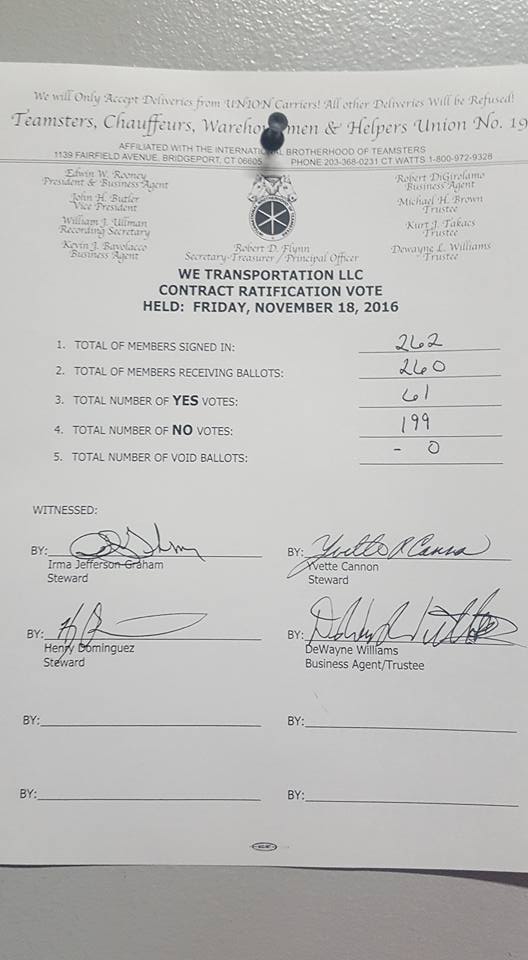 We will Only Accept Deliveries from UNION Carriers! All other Deliveries Will be Refused!
Teamsters, Chauffeurs, Warehousemen & Helpers Union No. 19
AFFILIATED WITH THE INTERNATIONAL BROTHERHOOD OF TEAMSTERS
1139 FAIRFIELD AVENUE, BRIDGEPORT, CT 06605 PHONE 203-368-0231 CT WATTS 1-800-972-9328
Edwin W. Rooney
President & Business Agent
John H. Butler
Vice President
William J. Ullman
Recording Secretary
Kevin J. Bavolacco
Business Agent
Robert D. Flynn
Secretary-Treasurer / Principal Officer
Robert DiGirolamo
Business Agent
Michael H. Brown
Trustee
Kurt J. Takacs
Trustee
Dewayne L. Williams
Trustee
WE TRANSPORTATION LLC
CONTRACT RATIFICATION VOTE
HELD: FRIDAY, NOVEMBER 18, 2016
1. TOTAL OF MEMBERS SIGNED IN: 262
2. TOTAL OF MEMBERS RECEIVING BALLOTS: 260
3. TOTAL NUMBER OF YES VOTES: 61
4. TOTAL NUMBER OF NO VOTES: 199
5. TOTAL NUMBER OF VOID BALLOTS: - 0
WITNESSED:
BY: BY: Yvette R Cannon
Irma Jefferson Graham Yvette Cannon
Steward Steward
BY: BY:
Henry Dominguez DeWayne Williams
Steward Business Agent/Trustee
BY: BY:
BY: BY: